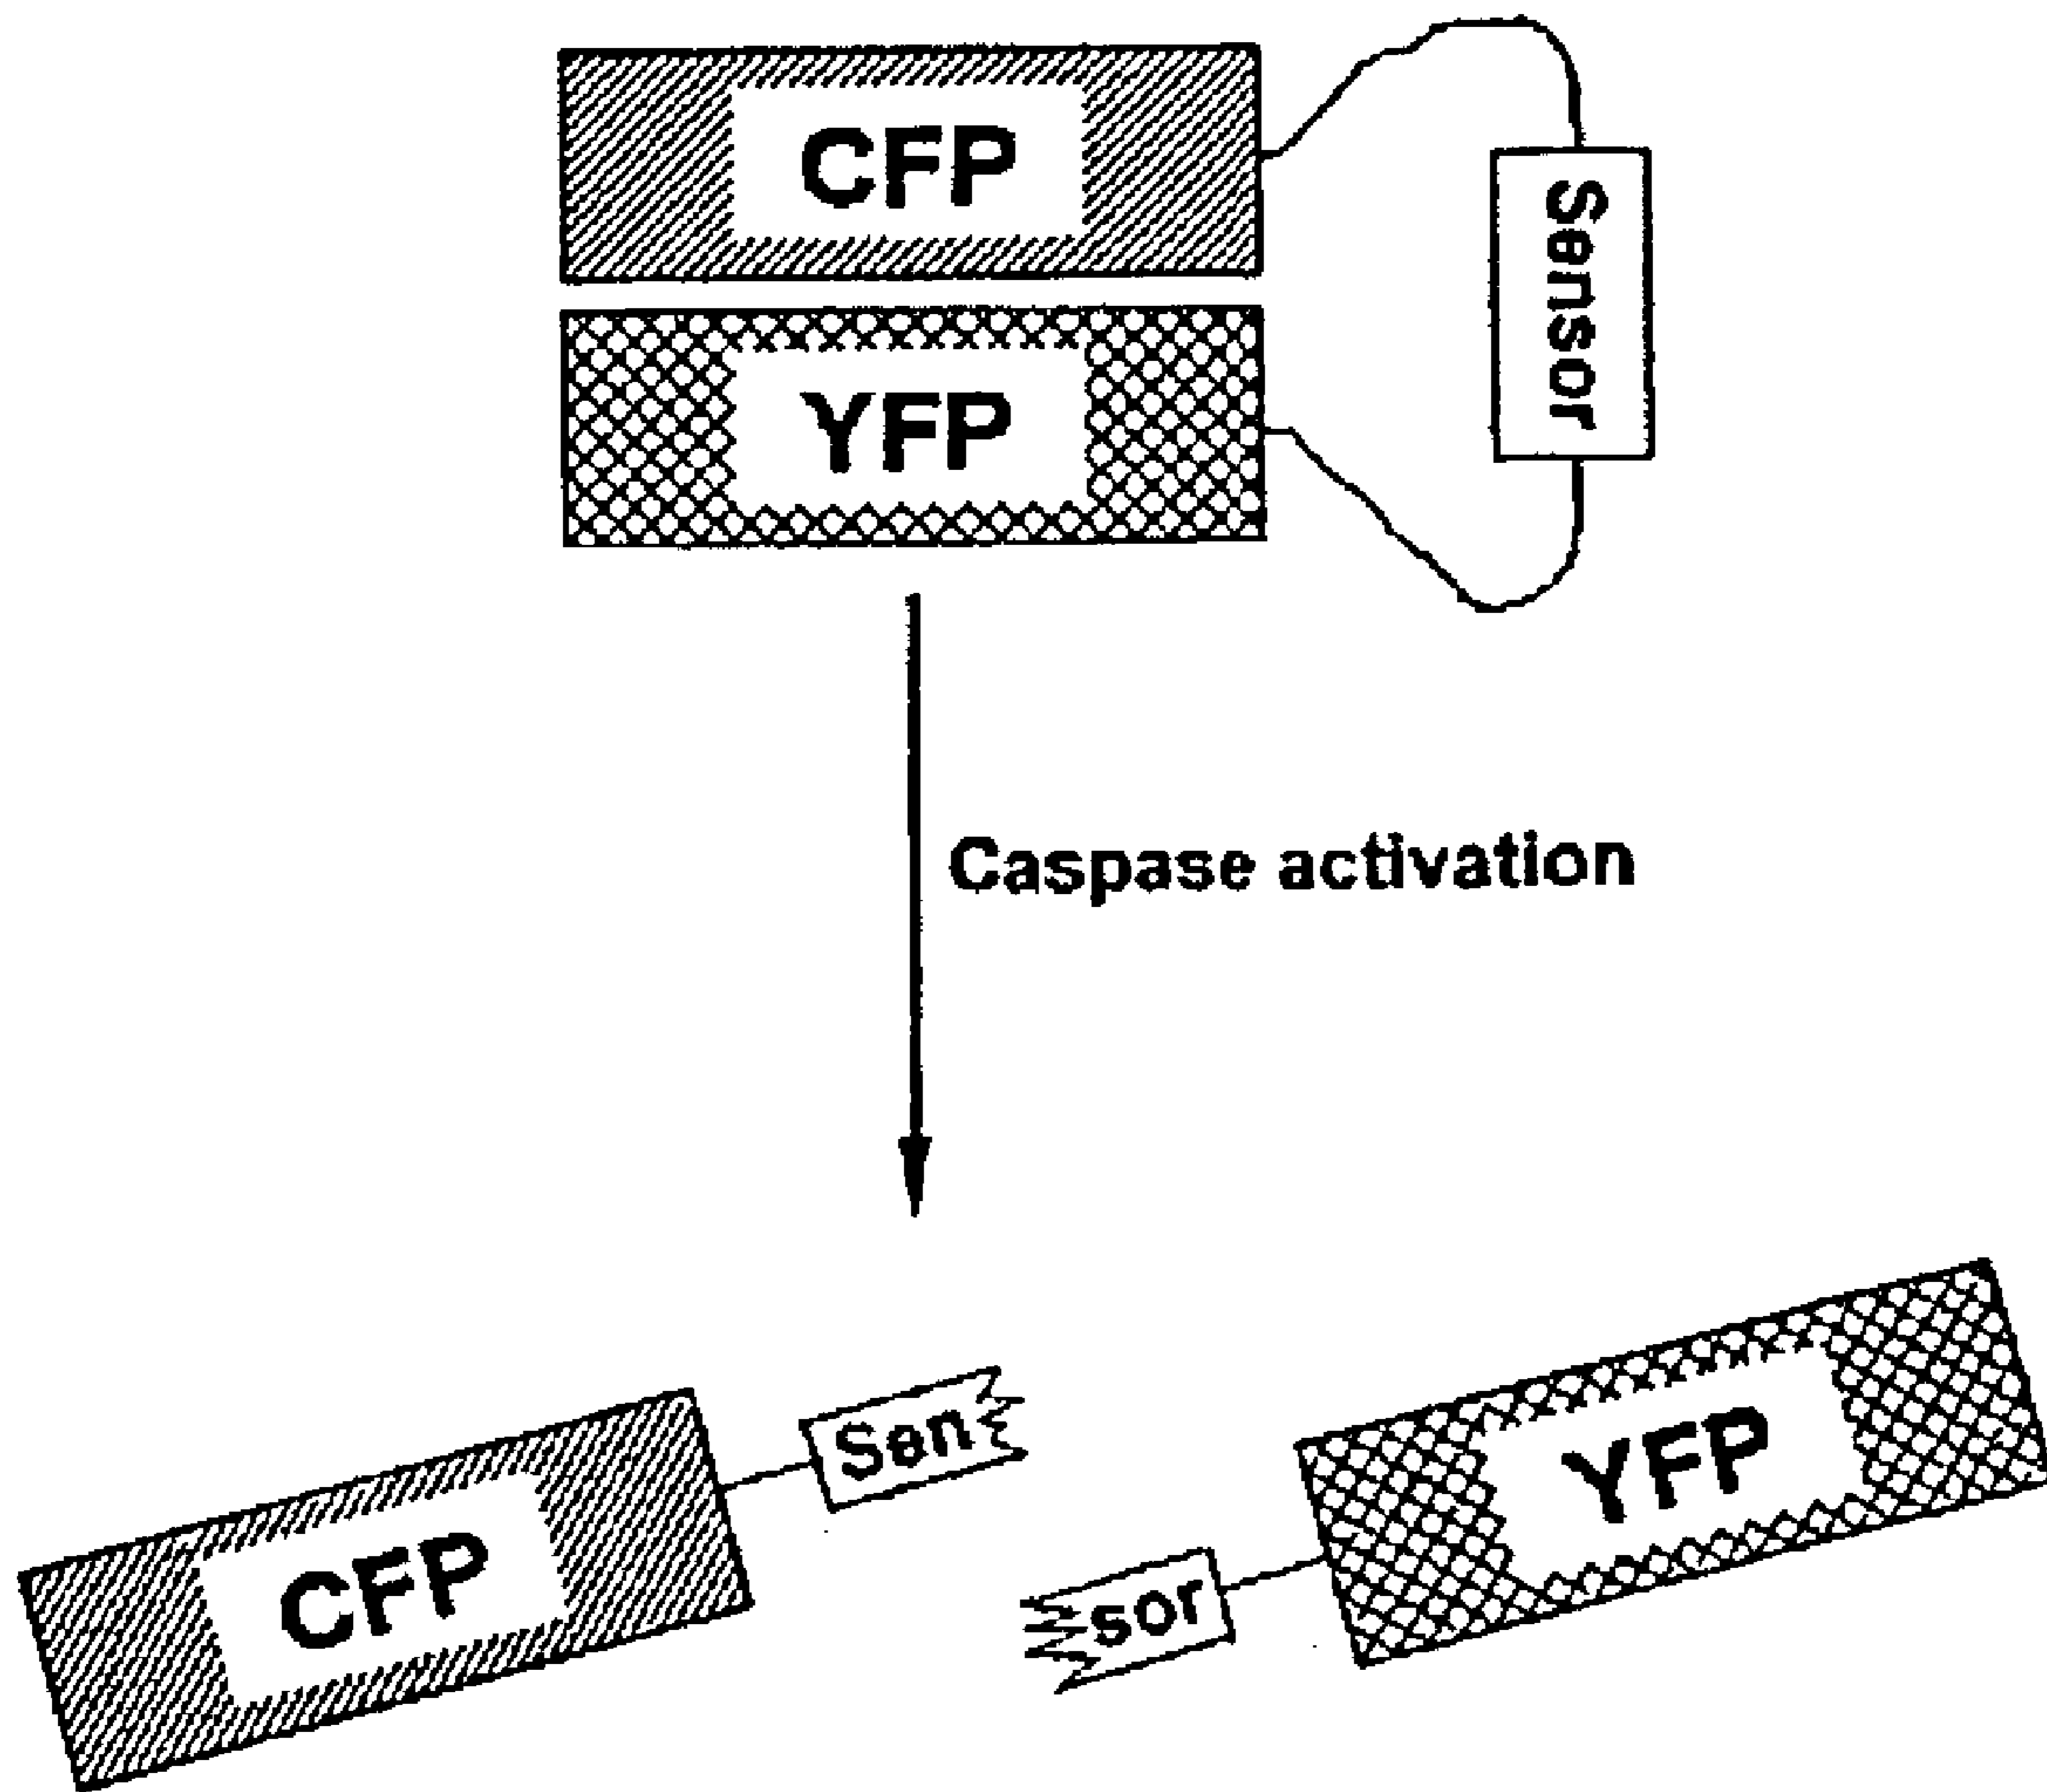 CFP
Sensor
YFP
Caspase activation
Sen
CFP
YFP
sor